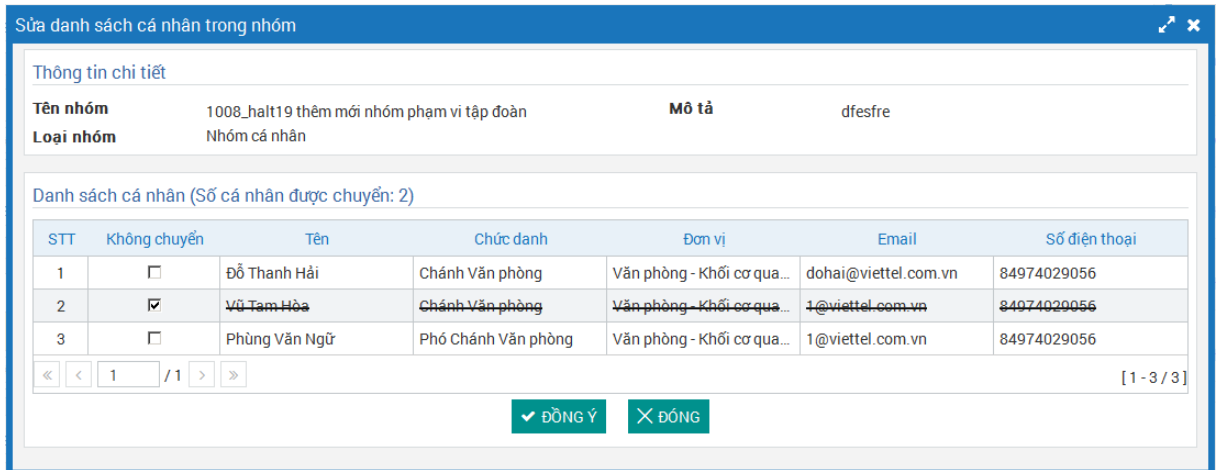 Sửa danh sách cá nhân trong nhóm
Thông tin chi tiết
Tên nhóm 1008_halt19 thêm mới nhóm phạm vi tập đoàn Mô tả dfesfre
Loại nhóm Nhóm cá nhân
Danh sách cá nhân (Số cá nhân được chuyển: 2)
STT Không chuyển Tên Chức danh Đơn vị Email Số điện thoại
1 Đỗ Thanh Hải Chánh Văn phòng Văn phòng - Khối cơ qua... dohai@viettel.com.vn 84974029056
2 Vũ Tam Hòa Chánh Văn phòng Văn phòng - Khối cơ qua... 1@viettel.com.vn 84974029056
3 Phùng Văn Ngữ Phó Chánh Văn phòng Văn phòng - Khối cơ qua... 1@viettel.com.vn 84974029056
1 / 1 [ 1 - 3 / 3 ]
ĐỒNG Ý ĐÓNG